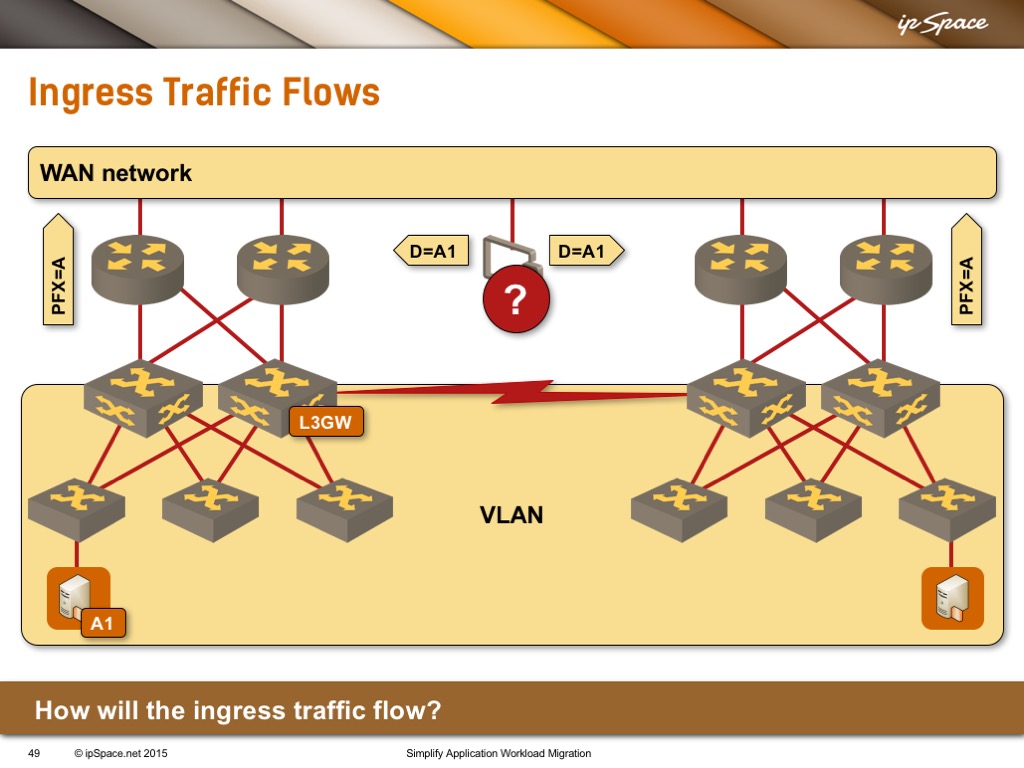 ipSpace
Ingress Traffic Flows
WAN network
PFX=A
D=A1
D=A1
PFX=A
?
L3GW
VLAN
A1
How will the ingress traffic flow?
49 © ipSpace.net 2015 Simplify Application Workload Migration